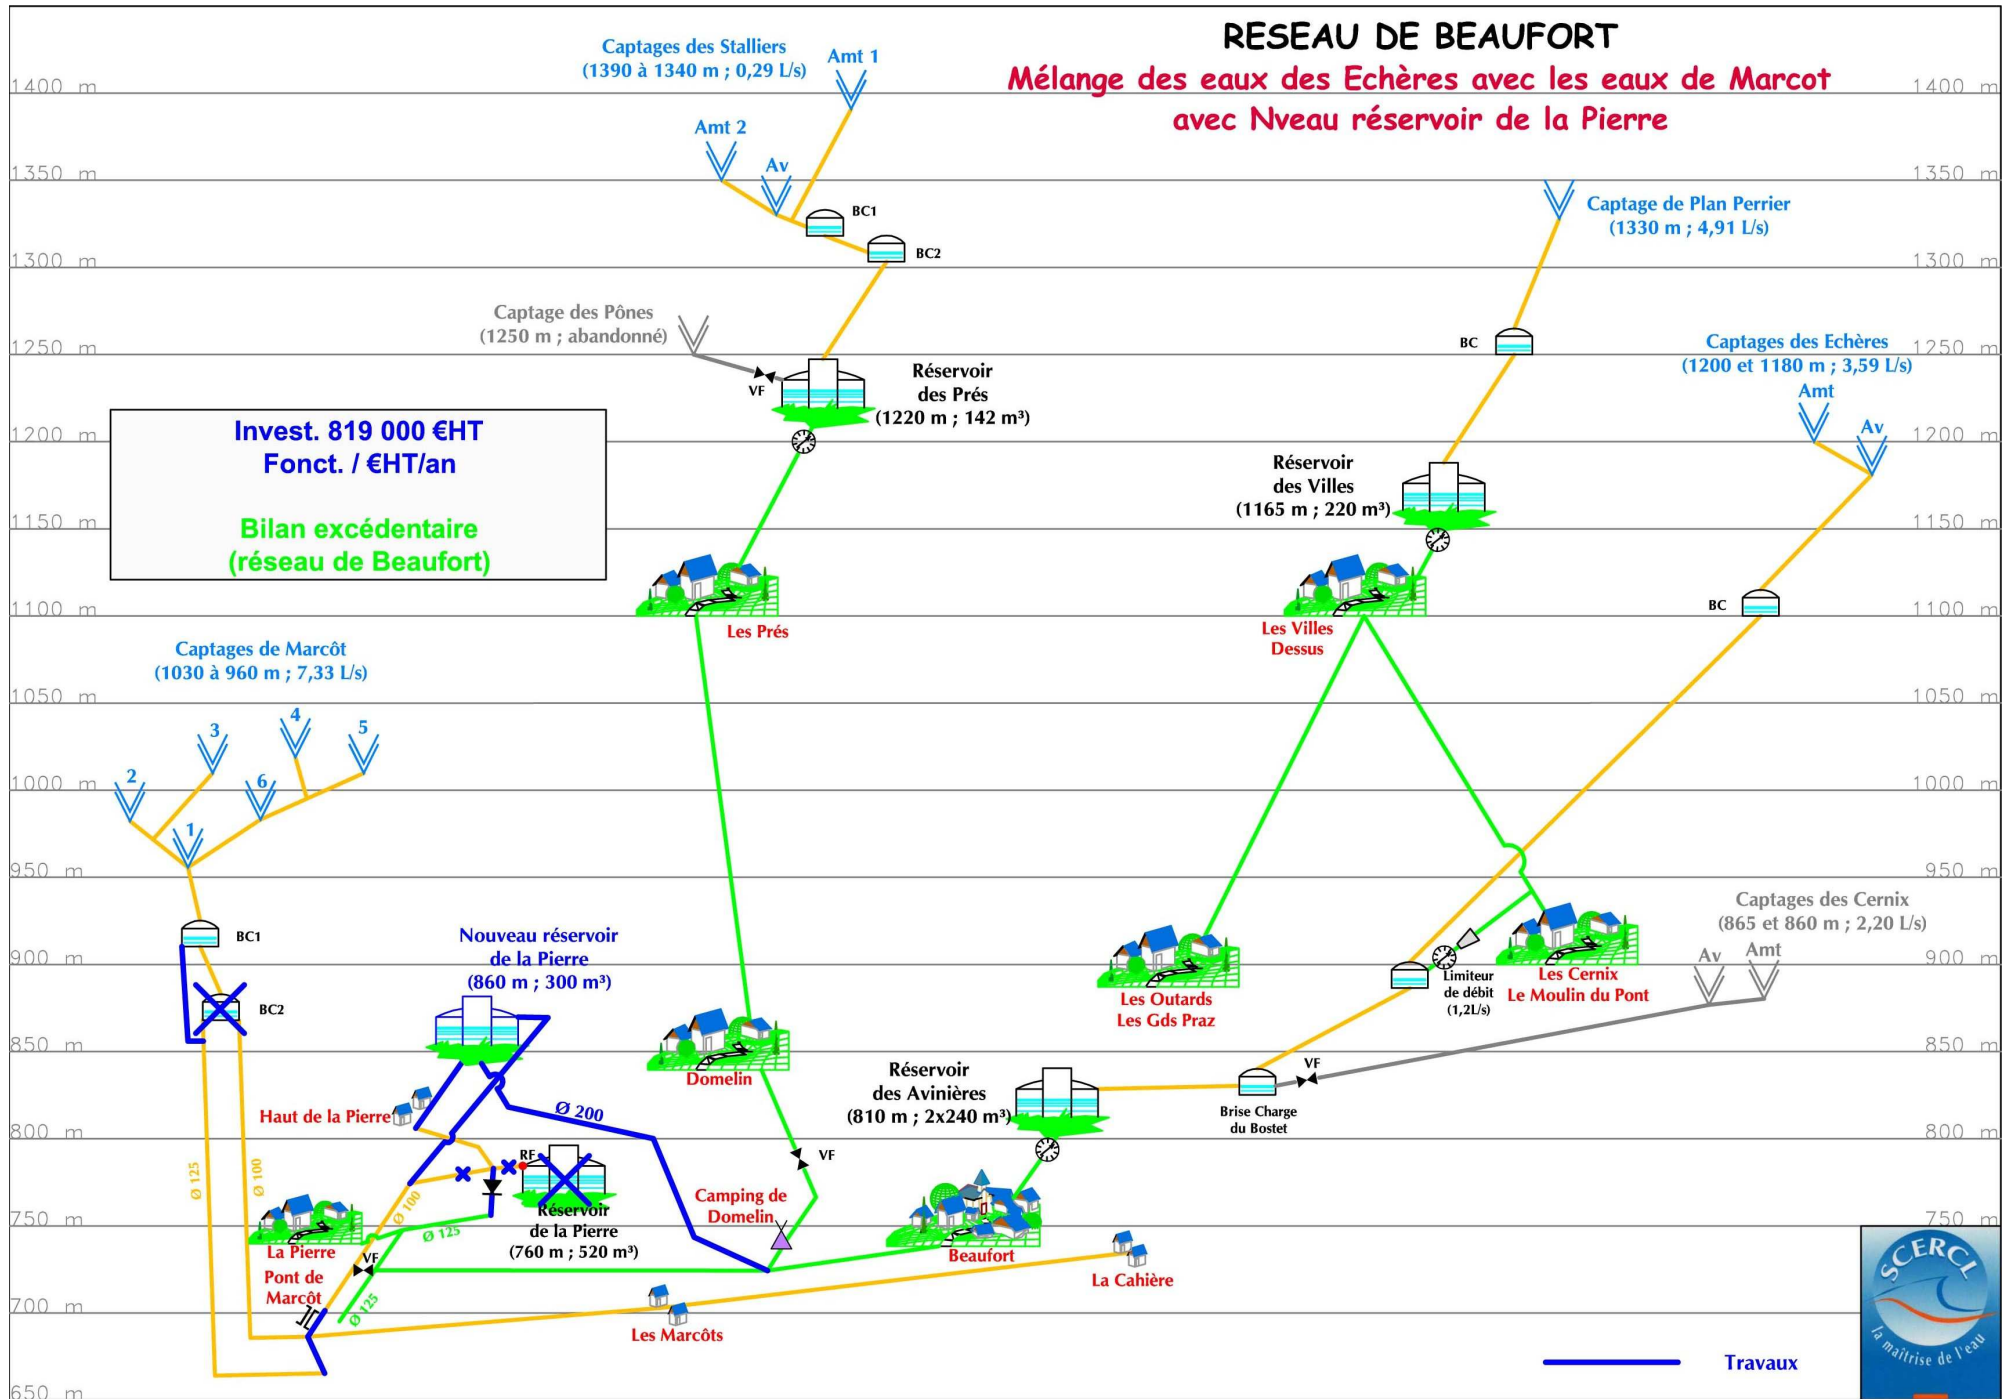 RESEAU DE BEAUFORT
Mélange des eaux des Echères avec les eaux de Marcot
avec Nveau réservoir de la Pierre
Captages des Stalliers
(1390 à 1340 m ; 0,29 L/s)
Amt 1
Amt 2
Av
BC1
BC2
1400 m
1400 m
1350 m
1350 m
1300 m
1300 m
1250 m
1250 m
1200 m
1200 m
1150 m
1150 m
1100 m
1100 m
1050 m
1050 m
1000 m
1000 m
950 m
950 m
900 m
900 m
850 m
850 m
800 m
800 m
750 m
750 m
700 m
650 m
Captage de Plan Perrier
(1330 m ; 4,91 L/s)
BC
Captage des Pônes
(1250 m ; abandonné)
VF
Réservoir
des Prés
(1220 m ; 142 m³)
Captages des Echères
(1200 et 1180 m ; 3,59 L/s)
Amt
Av
BC
Invest. 819 000 €HT
Fonct. / €HT/an
Bilan excédentaire
(réseau de Beaufort)
Réservoir
des Villes
(1165 m ; 220 m³)
Les Prés
Les Villes
Dessus
Captages de Marcôt
(1030 à 960 m ; 7,33 L/s)
2
3
4
5
6
1
BC1
BC2
Nouveau réservoir
de la Pierre
(860 m ; 300 m³)
Captages des Cernix
(865 et 860 m ; 2,20 L/s)
Av
Amt
Les Outards
Les Gds Praz
Limiteur
de débit
(1,2L/s)
Les Cernix
Le Moulin du Pont
Domelin
Réservoir
des Avinières
(810 m ; 2x240 m³)
VF
Brise Charge
du Bostet
Haut de la Pierre
Ø 200
RF
VF
Ø 125
Ø 100
Ø 100
Ø 125
Réservoir
de la Pierre
(760 m ; 520 m³)
Camping de
Domelin
La Pierre
VF
Pont de
Marcôt
Ø 125
Beaufort
La Cahière
Les Marcôts
Travaux
SCERCL
la maîtrise de l'eau